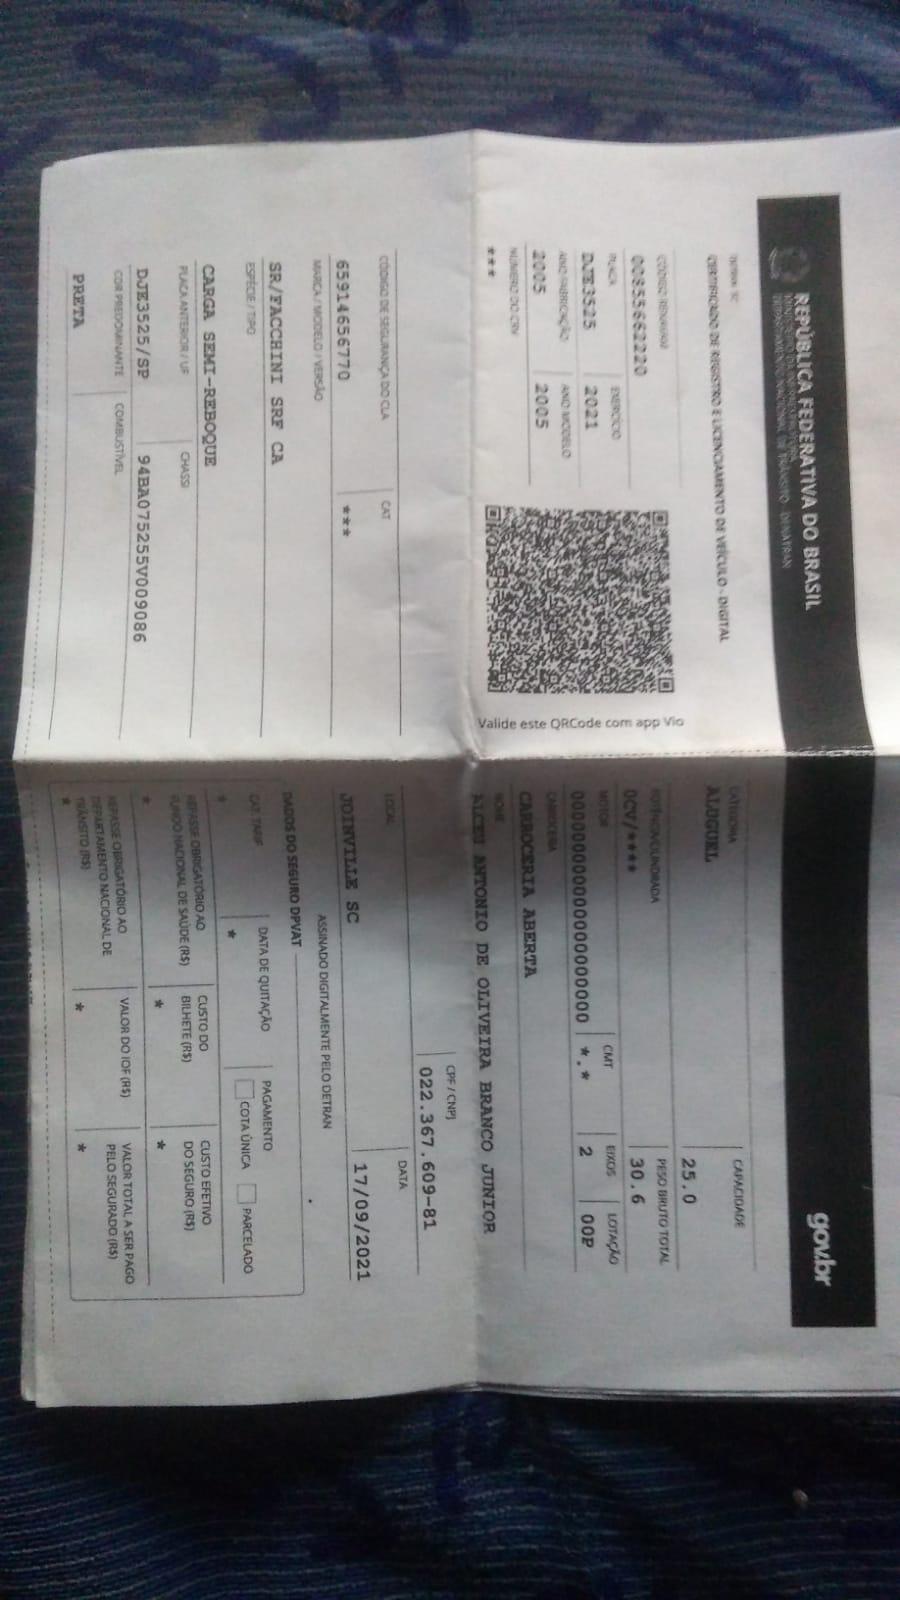 REPÚBLICA FEDERATIVA DO BRASIL
MINISTÉRIO DA INFRAESTRUTURA
DEPARTAMENTO NACIONAL DE TRÂNSITO - DENATRAN
gov.br
DETRAN- SC
CERTIFICADO DE REGISTRO E LICENCIAMENTO DE VEÍCULO - DIGITAL
CÓDIGO RENAVAM
00855662220
PLACA EXERCÍCIO
DJE3525 2021
ANO FABRICAÇÃO ANO MODELO
2005 2005
NÚMERO DO CRV
***
Valide este QRCode com app Vio
CÓDIGO DE SEGURANÇA DO CLA CAT
65914656770 ***
MARCA / MODELO / VERSÃO
SR/FACCHINI SRF CA
ESPÉCIE / TIPO
CARGA SEMI-REBOQUE
PLACA ANTERIOR / UF CHASSI
DJE3525/SP 94BA075255V009086
COR PREDOMINANTE COMBUSTÍVEL
PRETA
CATEGORIA CAPACIDADE
ALUGUEL 25.0
POTÊNCIA/CILINDRADA PESO BRUTO TOTAL
0CV/**** 30.6
MOTOR CMT EIXOS LOTAÇÃO
*.* 2 00P
CARROCERIA
CARROCERIA ABERTA
NOME
ALCEU ANTONIO DE OLIVEIRA BRANCO JUNIOR
CPF / CNPJ
022.367.609-81
LOCAL DATA
JOINVILLE SC 17/09/2021
ASSINADO DIGITALMENTE PELO DETRAN
DADOS DO SEGURO DPVAT
CAT. TARIF DATA DE QUITAÇÃO PAGAMENTO
* * COTA ÚNICA PARCELADO
REPASSE OBRIGATÓRIO AO CUSTO DO CUSTO EFETIVO
FUNDO NACIONAL DE SAÚDE (R$) BILHETE (R$) DO SEGURO (R$)
* * *
REPASSE OBRIGATÓRIO AO
DEPARTAMENTO NACIONAL DE VALOR DO IOF (R$) VALOR TOTAL A SER PAGO
TRÂNSITO (R$) PELO SEGURADO (R$)
* * *